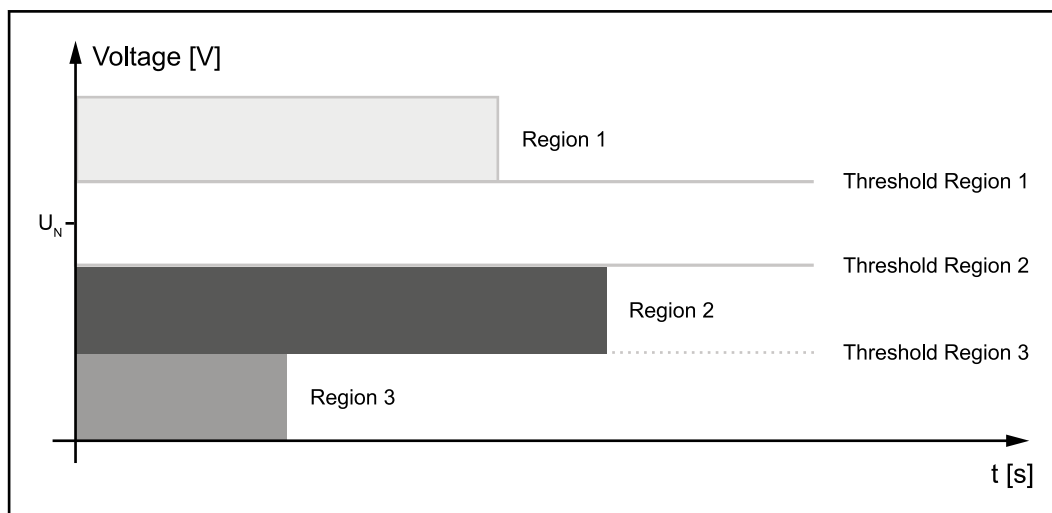 Voltage [V]
Region 1
Threshold Region 1
U_N
Threshold Region 2
Region 2
Threshold Region 3
Region 3
t [s]